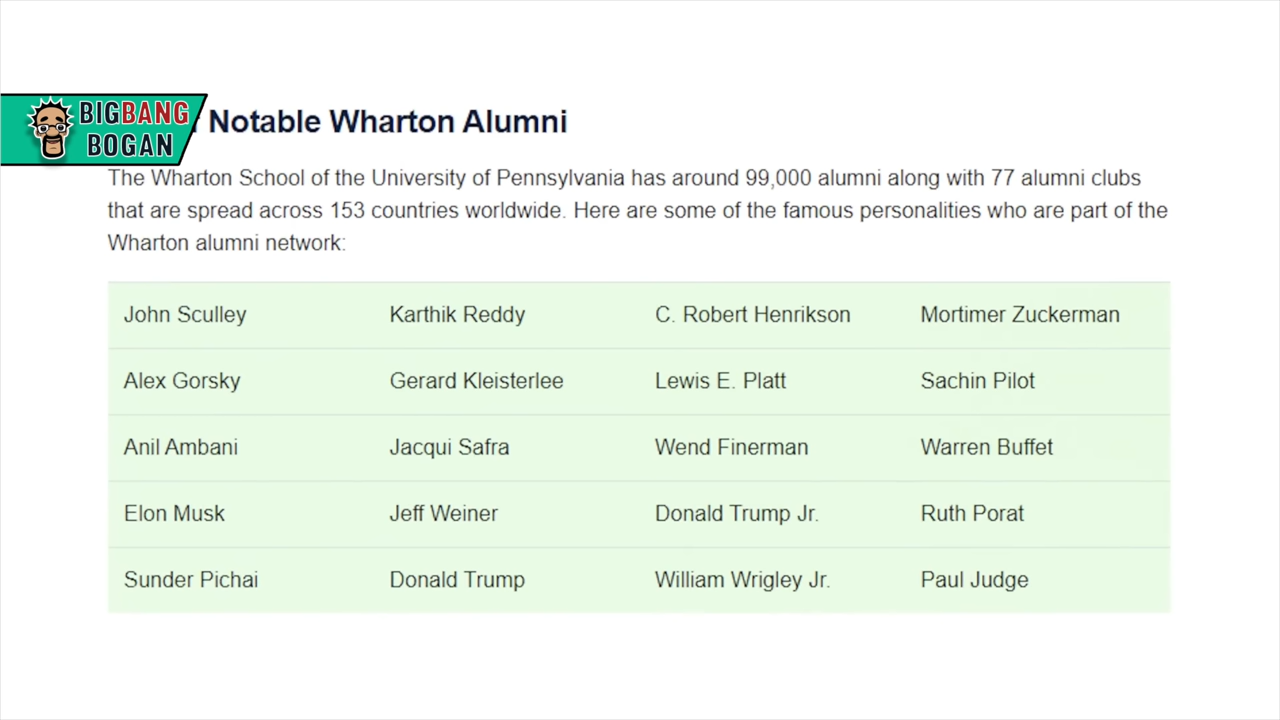 BIGBANG
BOGAN
Notable Wharton Alumni
The Wharton School of the University of Pennsylvania has around 99,000 alumni along with 77 alumni clubs
that are spread across 153 countries worldwide. Here are some of the famous personalities who are part of the
Wharton alumni network:
John Sculley Karthik Reddy C. Robert Henrikson Mortimer Zuckerman
Alex Gorsky Gerard Kleisterlee Lewis E. Platt Sachin Pilot
Anil Ambani Jacqui Safra Wend Finerman Warren Buffet
Elon Musk Jeff Weiner Donald Trump Jr. Ruth Porat
Sunder Pichai Donald Trump William Wrigley Jr. Paul Judge